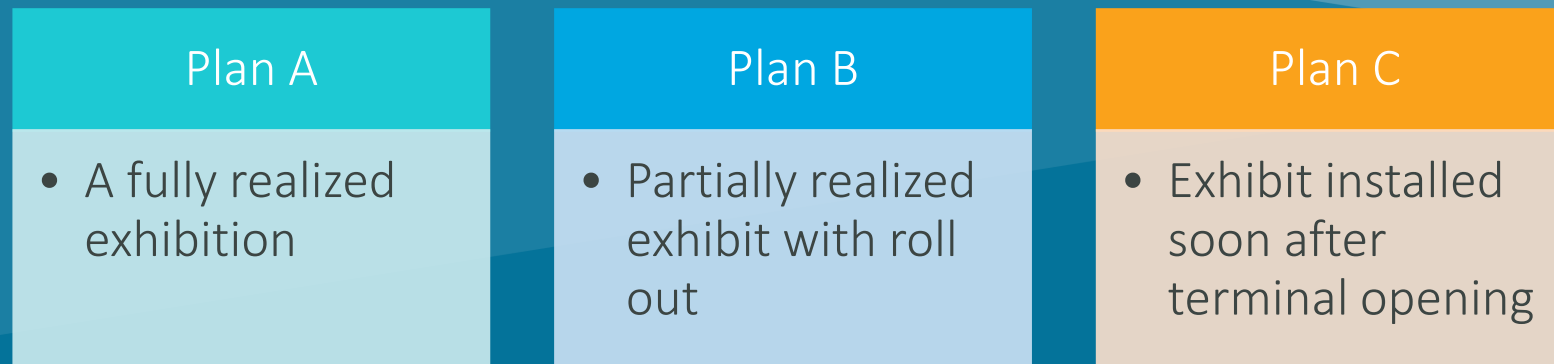 Plan A
• A fully realized
exhibition
Plan B
• Partially realized
exhibit with roll
out
Plan C
• Exhibit installed
soon after
terminal opening